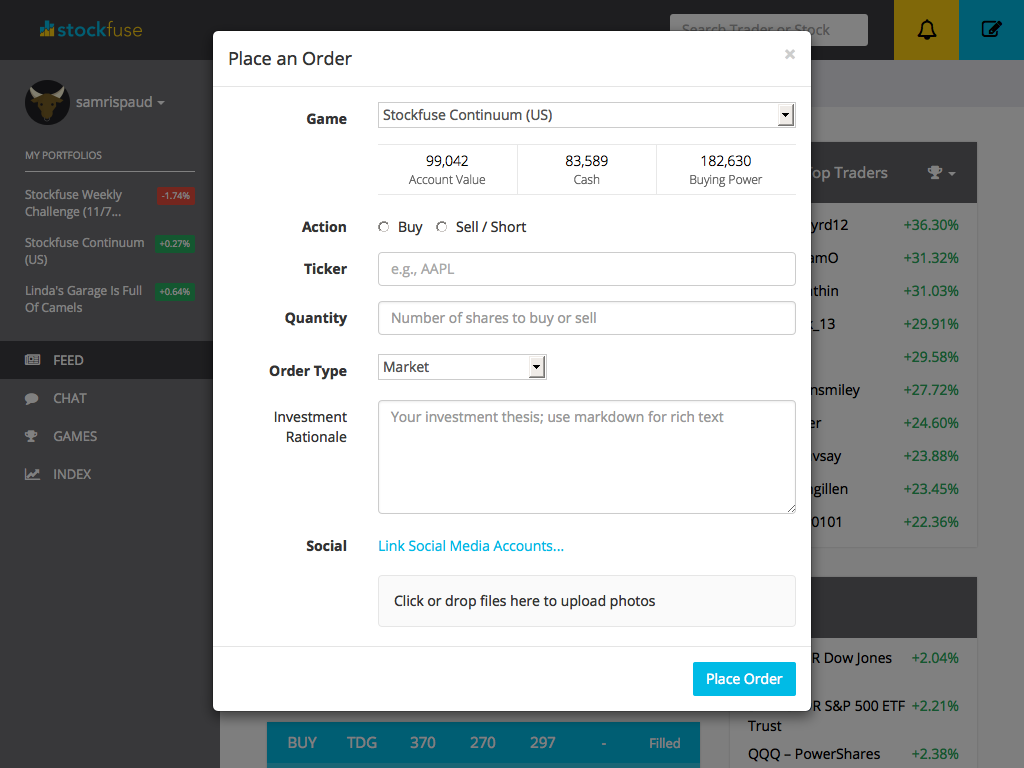 stockfuse
Search Trader or Stock
samrispaud
MY PORTFOLIOS
Stockfuse Weekly
Challenge (11/7...
-1.74%
Stockfuse Continuum
(US)
+0.27%
Linda's Garage Is Full
Of Camels
+0.64%
FEED
CHAT
GAMES
INDEX
Place an Order
×
Game
Stockfuse Continuum (US)
99,042
Account Value
83,589
Cash
182,630
Buying Power
Action
Buy
Sell / Short
Ticker
e.g., AAPL
Quantity
Number of shares to buy or sell
Order Type
Market
Investment
Rationale
Your investment thesis; use markdown for rich text
Social
Link Social Media Accounts...
Click or drop files here to upload photos
Place Order
op Traders
yrd12 +36.30%
amO +31.32%
nthin +31.03%
_13 +29.91%
+29.58%
nsmiley +27.72%
er +24.60%
vsay +23.88%
gillen +23.45%
0101 +22.36%
R Dow Jones +2.04%
R S&P 500 ETF +2.21%
Trust
QQQ – PowerShares +2.38%
BUY TDG 370 270 297 - Filled